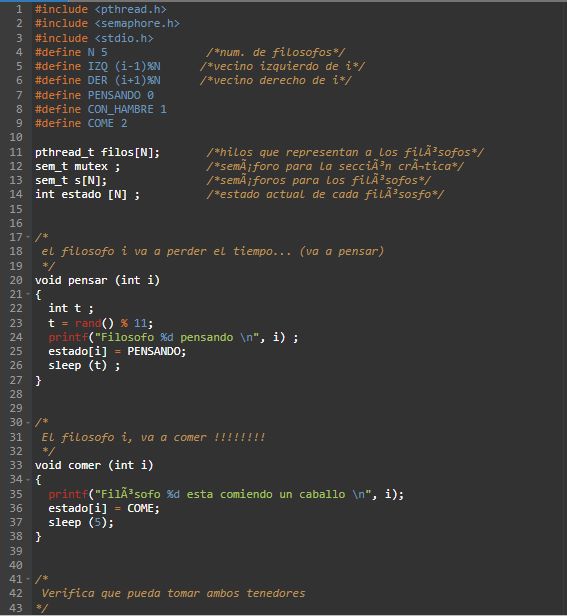 1 #include <pthread.h>
2 #include <semaphore.h>
3 #include <stdio.h>
4 #define N 5 /*num. de filosofos*/
5 #define IZQ (i-1)%N /*vecino izquierdo de i*/
6 #define DER (i+1)%N /*vecino derecho de i*/
7 #define PENSANDO 0
8 #define CON_HAMBRE 1
9 #define COME 2
10
11 pthread_t filos[N]; /*hilos que representan a los filÃ³sofos*/
12 sem_t mutex ; /*semÃ¡foro para la secciÃ³n crÃ¬tica*/
13 sem_t s[N]; /*semÃ¡foros para los filÃ³sofos*/
14 int estado [N] ; /*estado actual de cada filÃ³sosfo*/
15
16
17 /*
18 el filosofo i va a perder el tiempo... (va a pensar)
19 */
20 void pensar (int i)
21 {
22 int t ;
23 t = rand() % 11;
24 printf("Filosofo %d pensando \n", i) ;
25 estado[i] = PENSANDO;
26 sleep (t) ;
27 }
28
29
30 /*
31 El filosofo i, va a comer !!!!!!!!
32 */
33 void comer (int i)
34 {
35 printf("FilÃ³sofo %d esta comiendo un caballo \n", i);
36 estado[i] = COME;
37 sleep (5);
38 }
39
40
41 /*
42 Verifica que pueda tomar ambos tenedores
43 */